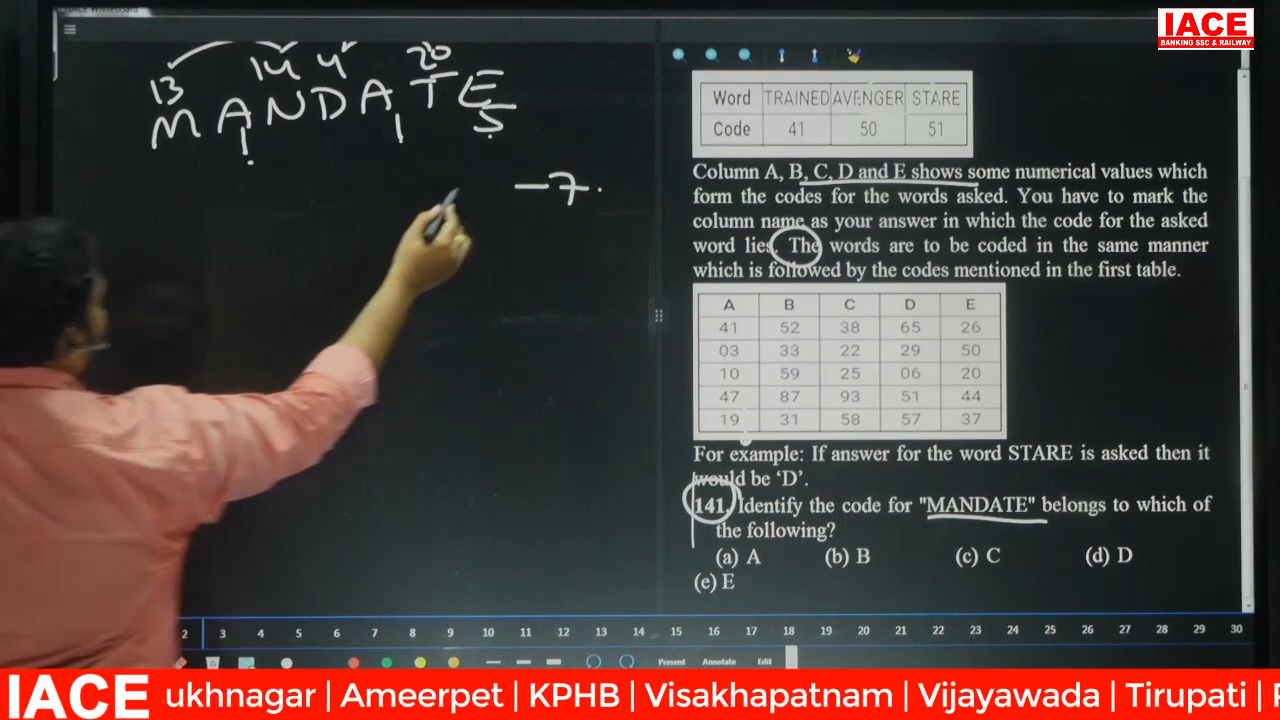 IACE
BANKING SSC & RAILWAY
13 14 4 20
MANDATE
1 1 5
-7.
Word TRAINED AVENGER STARE
Code 41 50 51
Column A, B, C, D and E shows some numerical values which
form the codes for the words asked. You have to mark the
column name as your answer in which the code for the asked
word lies. The words are to be coded in the same manner
which is followed by the codes mentioned in the first table.
A B C D E
41 52 38 65 26
03 33 22 29 50
10 59 25 06 20
47 87 93 51 44
19 31 58 57 37
For example: If answer for the word STARE is asked then it
would be ‘D’.
141. Identify the code for "MANDATE" belongs to which of
the following?
(a) A (b) B (c) C (d) D
(e) E
2 3 4 5 6 7 8 9 10 11 12 13 14 15 16 17 18 19 20 21 22 23 24 25 26 27 28 29 30
Present Annotate Edit
IACE ukhnagar | Ameerpet | KPHB | Visakhapatnam | Vijayawada | Tirupati |